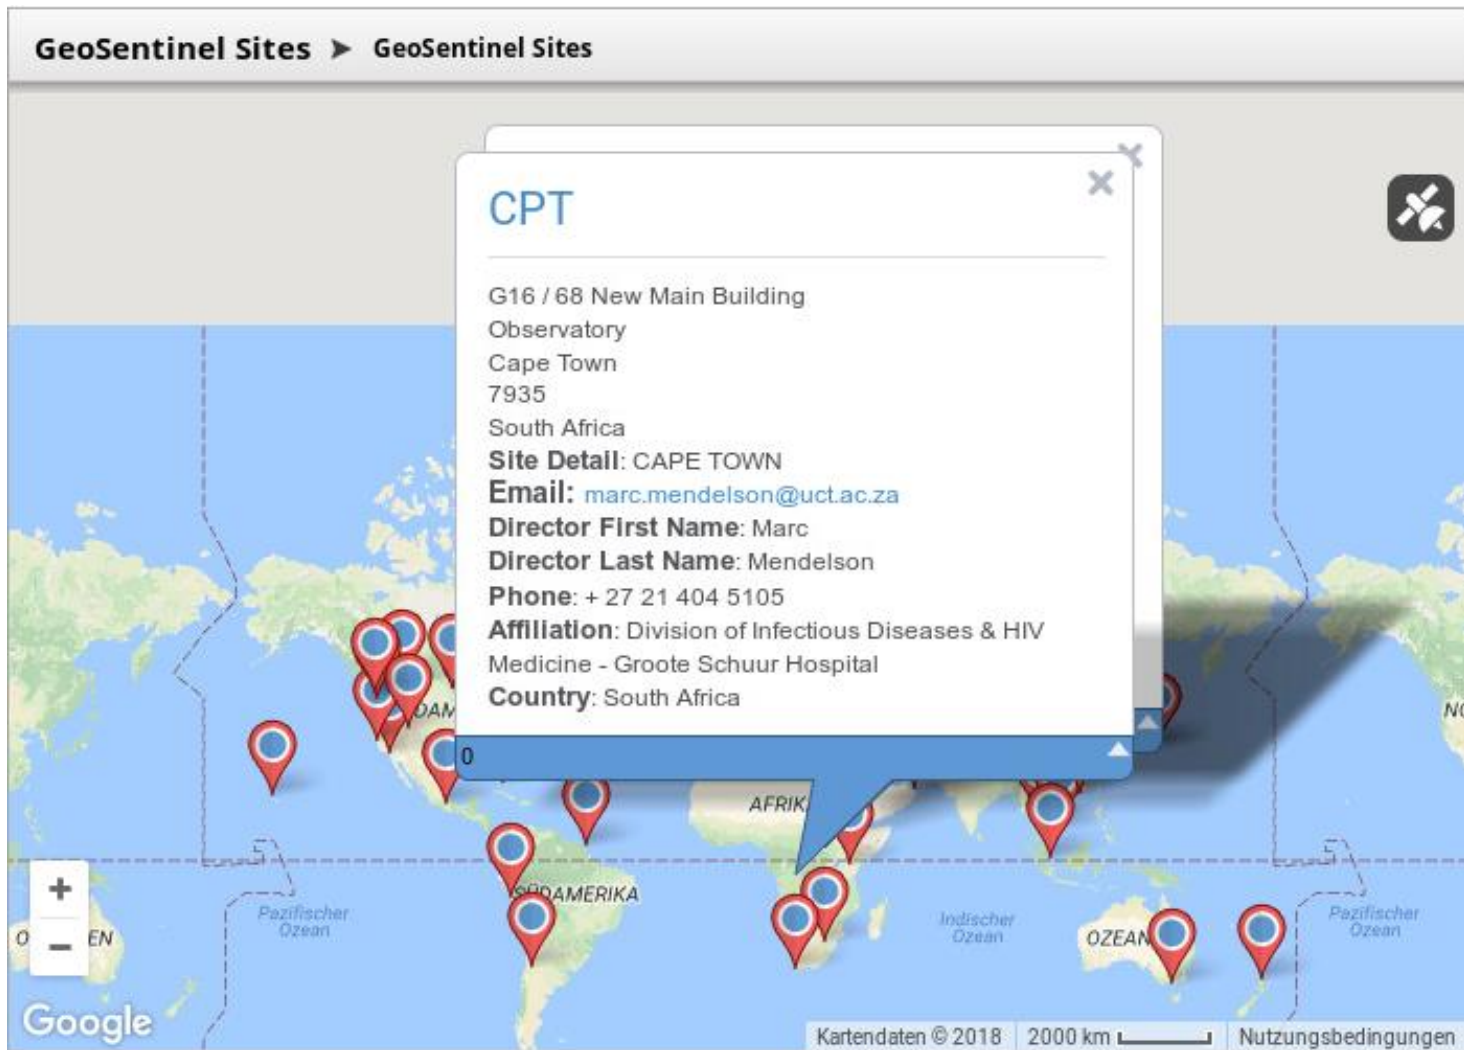 GeoSentinel Sites ➤ GeoSentinel Sites
CPT
G16 / 68 New Main Building
Observatory
Cape Town
7935
South Africa
Site Detail: CAPE TOWN
Email: marc.mendelson@uct.ac.za
Director First Name: Marc
Director Last Name: Mendelson
Phone: + 27 21 404 5105
Affiliation: Division of Infectious Diseases & HIV
Medicine - Groote Schuur Hospital
Country: South Africa
0
AFRIK
SÜDAMERIKA
Pazifischer
Ozean
Indischer
Ozean
OZEAN
Pazifischer
Ozean
+
−
Google
Kartendaten © 2018
2000 km
Nutzungsbedingungen